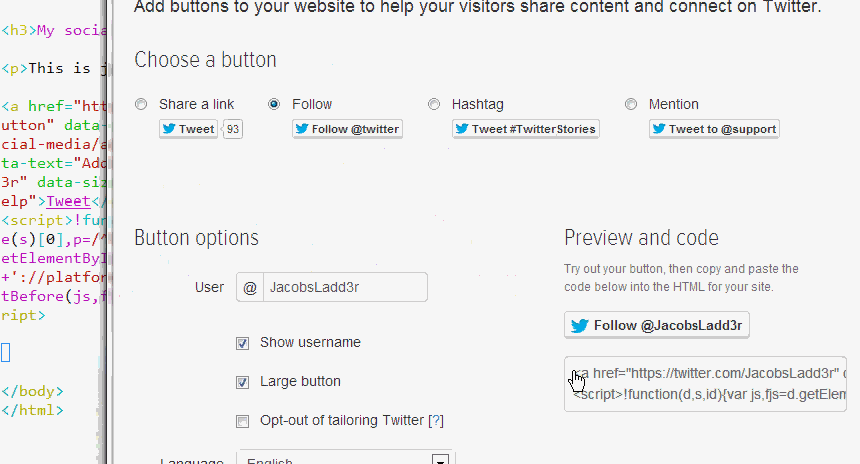 <h3>My socia
<p>This is j
<a href="htt
utton" data-
cial-media/a
ta-text="Add
3r" data-siz
elp">Tweet</
<script>!fun
e(s)[0],p=/^
etElementByI
+'://platfor
tBefore(js,f
ript>
</body>
</html>
Add buttons to your website to help your visitors share content and connect on Twitter.
Choose a button
Share a link
Follow
Hashtag
Mention
Tweet 93
Follow @twitter
Tweet #TwitterStories
Tweet to @support
Button options
User @ JacobsLadd3r
Show username
Large button
Opt-out of tailoring Twitter [?]
Language English
Preview and code
Try out your button, then copy and paste the
code below into the HTML for your site.
Follow @JacobsLadd3r
a href="https://twitter.com/JacobsLadd3r"
<script>!function(d,s,id){var js,fjs=d.getElem